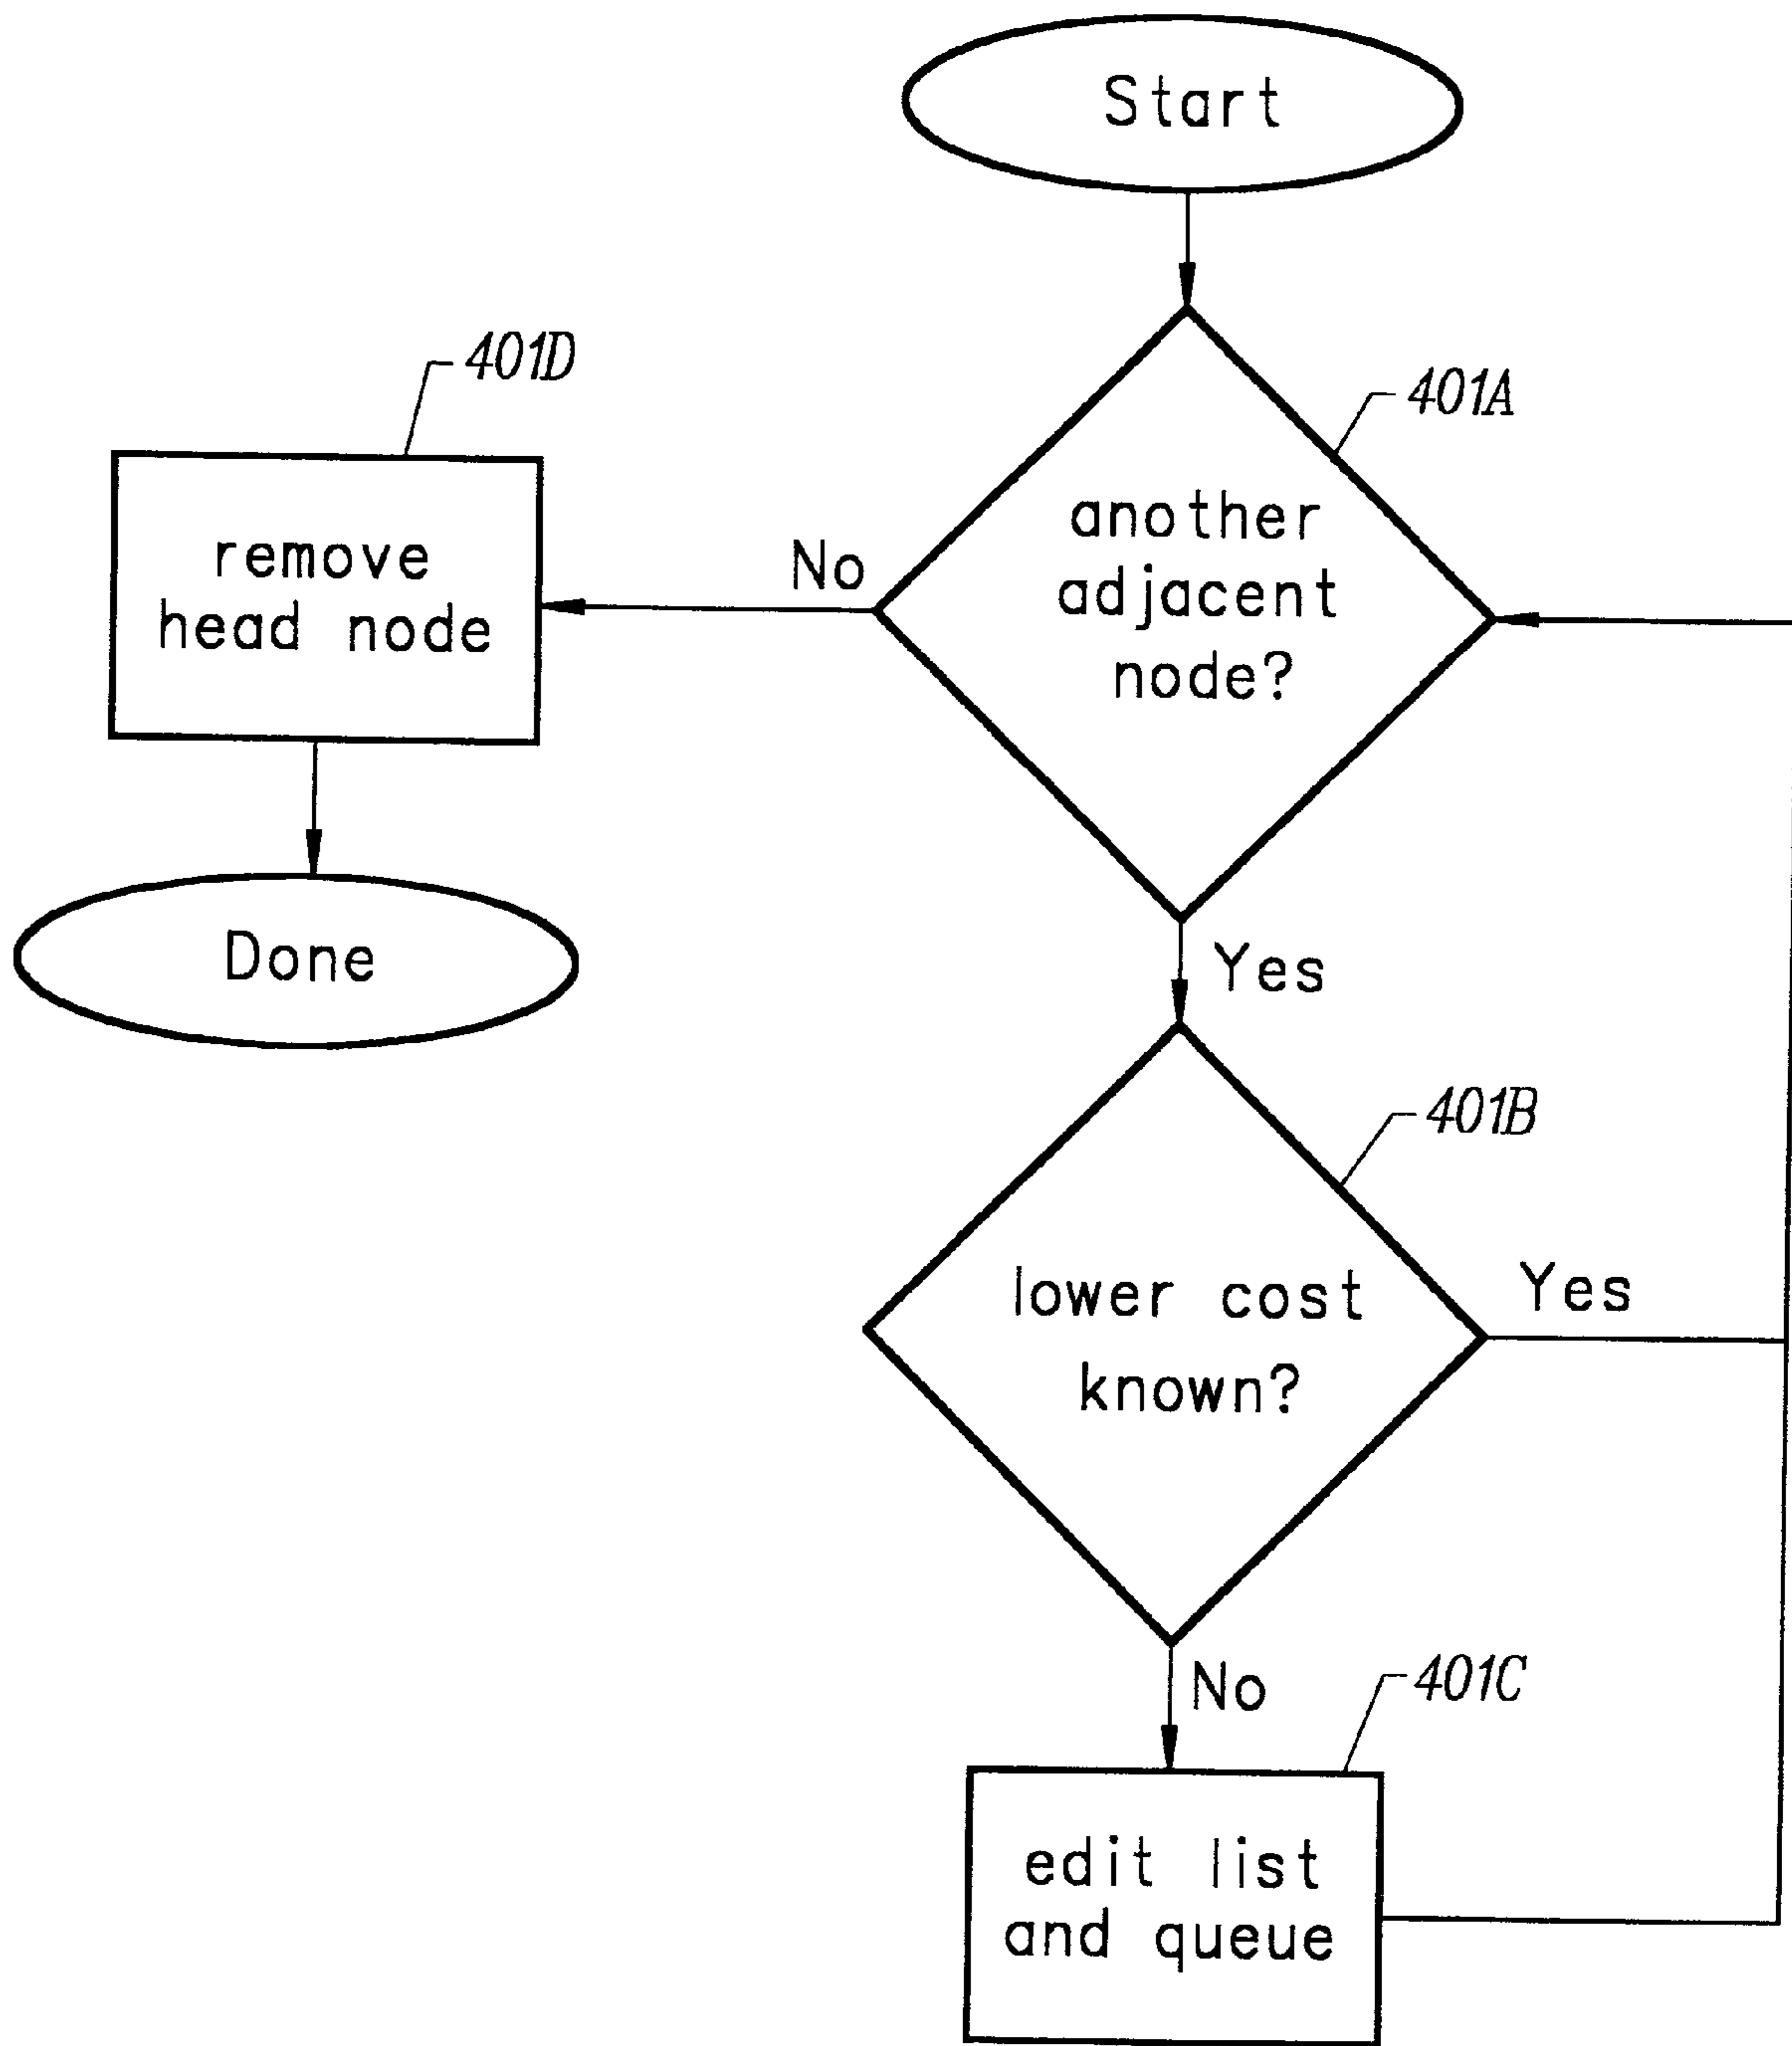 Start
401D
401A
another
adjacent
node?
No
remove
head node
Done
Yes
401B
lower cost
known?
Yes
No
401C
edit list
and queue